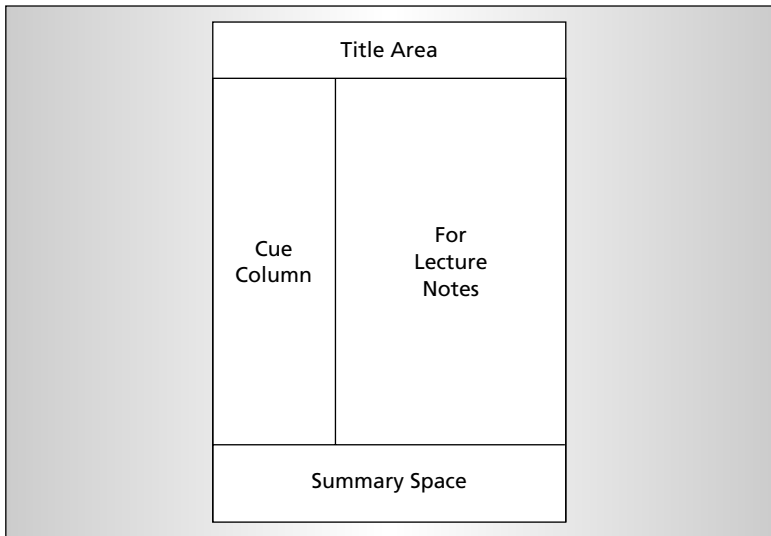 Title Area
Cue
Column
For
Lecture
Notes
Summary Space